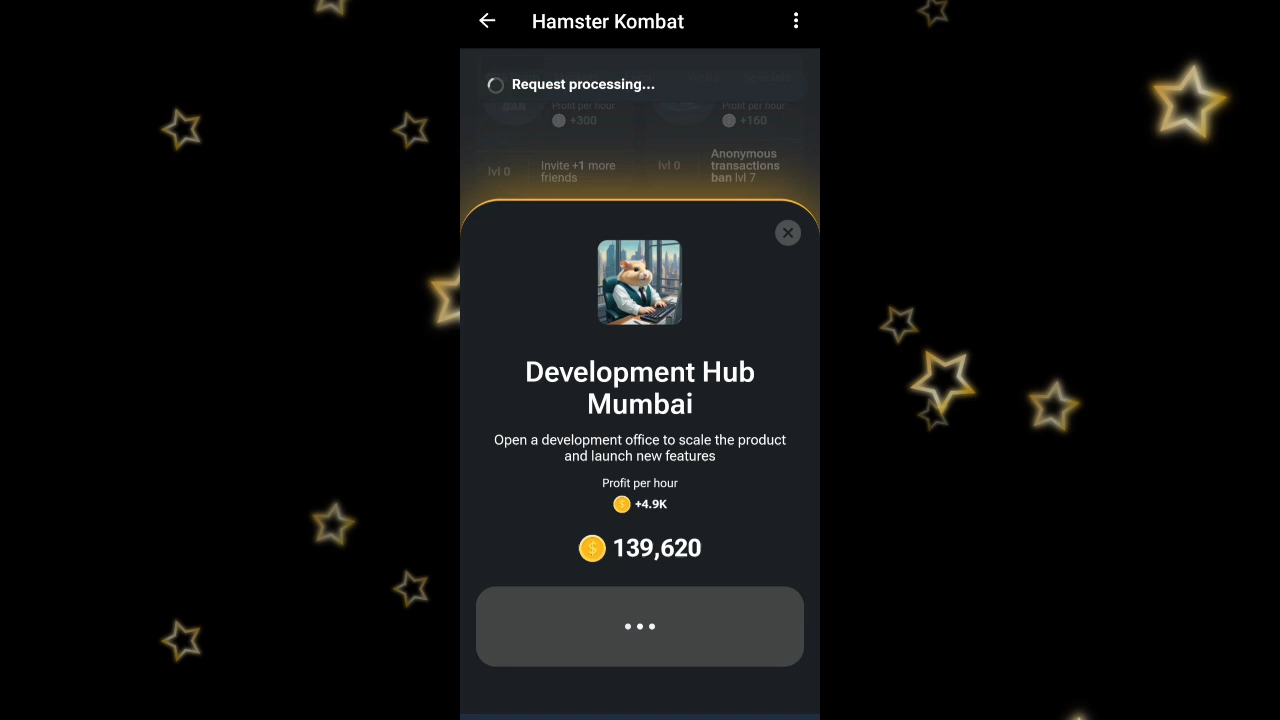 Hamster Kombat
Request processing...
Profit per hour
+300
Profit per hour
+160
lvl 0
Invite +1 more
friends
lvl 0
Anonymous
transactions
ban lvl 7
Development Hub
Mumbai
Open a development office to scale the product
and launch new features
Profit per hour
+4.9K
139,620